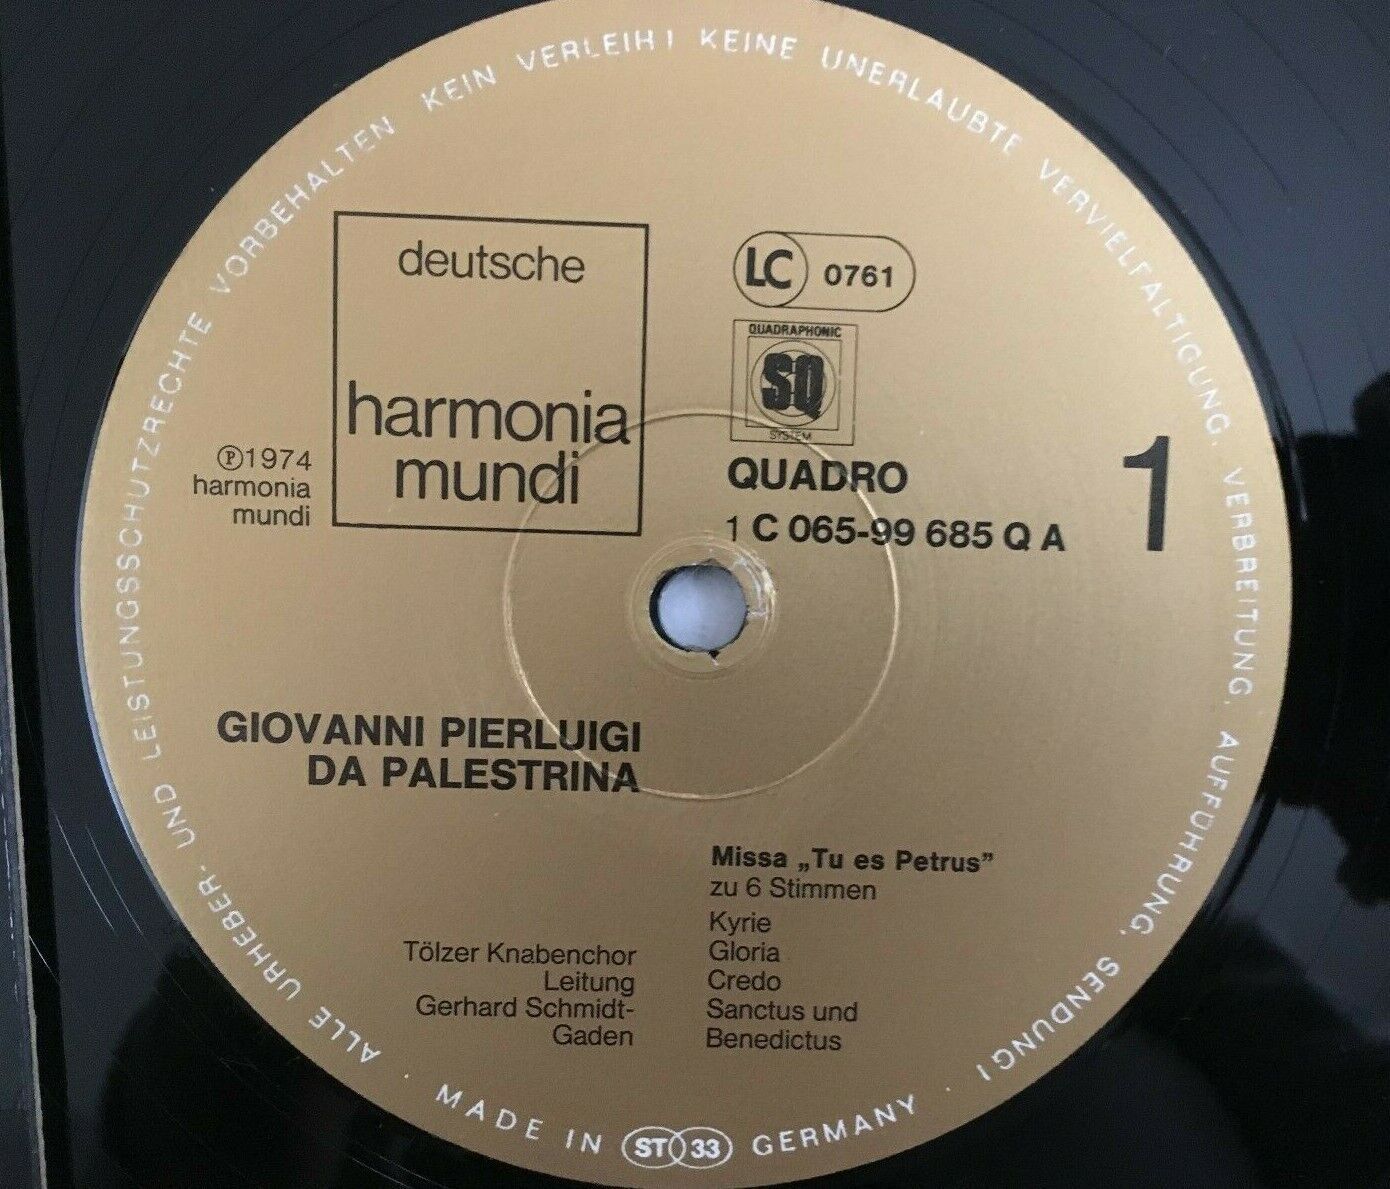 ALLE URHEBER- UND LEISTUNGSSCHUTZRECHTE VORBEHALTEN KEIN VERLEIH! KEINE UNERLAUBTE VERVIELFÄLTIGUNG, VERBREITUNG, AUFFÜHRUNG, SENDUNG!
deutsche
harmonia
mundi
℗1974
harmonia
mundi
LC 0761
QUADRAPHONIC
SQ
SYSTEM
QUADRO
1 C 065-99 685 Q A
1
GIOVANNI PIERLUIGI
DA PALESTRINA
Missa „Tu es Petrus”
zu 6 Stimmen
Kyrie
Gloria
Credo
Sanctus und
Benedictus
Tölzer Knabenchor
Leitung
Gerhard Schmidt-
Gaden
· MADE IN ST 33 GERMANY ·